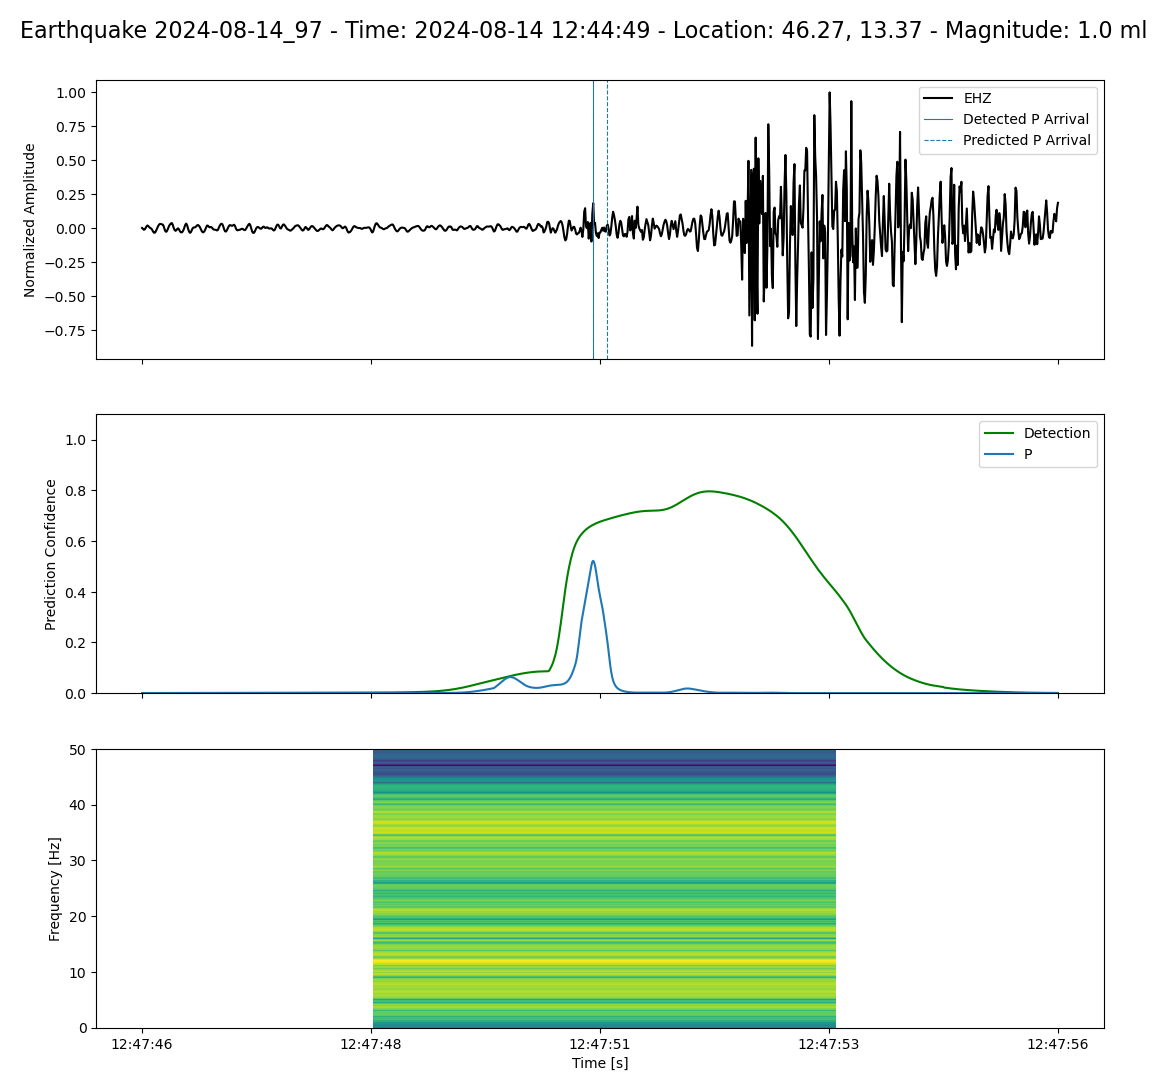 Earthquake 2024-08-14_97 - Time: 2024-08-14 12:44:49 - Location: 46.27, 13.37 - Magnitude: 1.0 ml
Normalized Amplitude
1.00
0.75
0.50
0.25
0.00
−0.25
−0.50
−0.75
EHZ
Detected P Arrival
Predicted P Arrival
Prediction Confidence
1.0
0.8
0.6
0.4
0.2
0.0
Detection
P
Frequency [Hz]
50
40
30
20
10
0
12:47:46 12:47:48 12:47:51 12:47:53 12:47:56
Time [s]